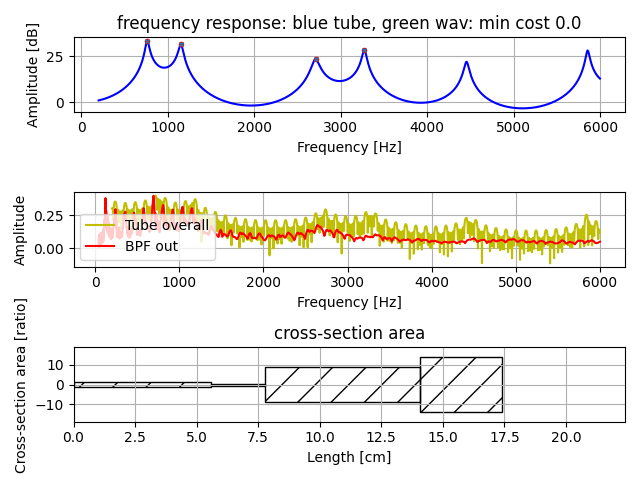 frequency response: blue tube, green wav: min cost 0.0
Amplitude [dB]
25
0
0 1000 2000 3000 4000 5000 6000
Frequency [Hz]
Amplitude
0.25
0.00
Tube overall
BPF out
0 1000 2000 3000 4000 5000 6000
Frequency [Hz]
cross-section area
Cross-section area [ratio]
10
0
−10
0.0 2.5 5.0 7.5 10.0 12.5 15.0 17.5 20.0
Length [cm]